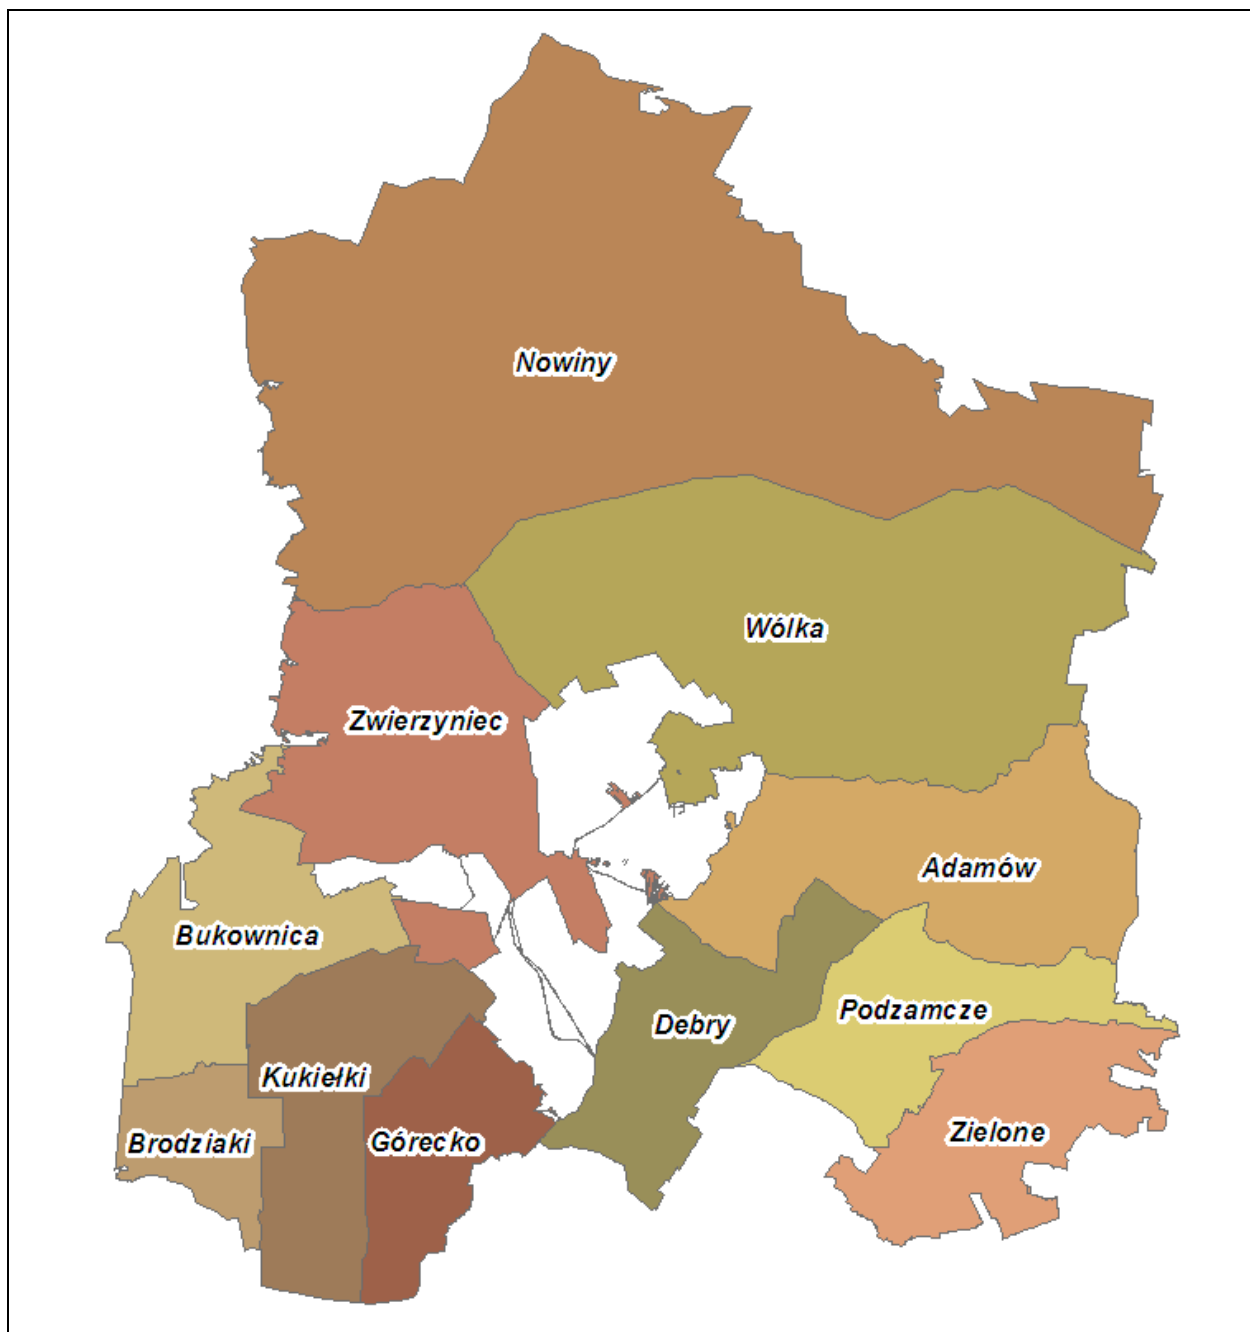 Nowiny
Wólka
Zwierzyniec
Adamów
Bukownica
Podzamcze
Debry
Kukiełki
Brodziaki
Górecko
Zielone